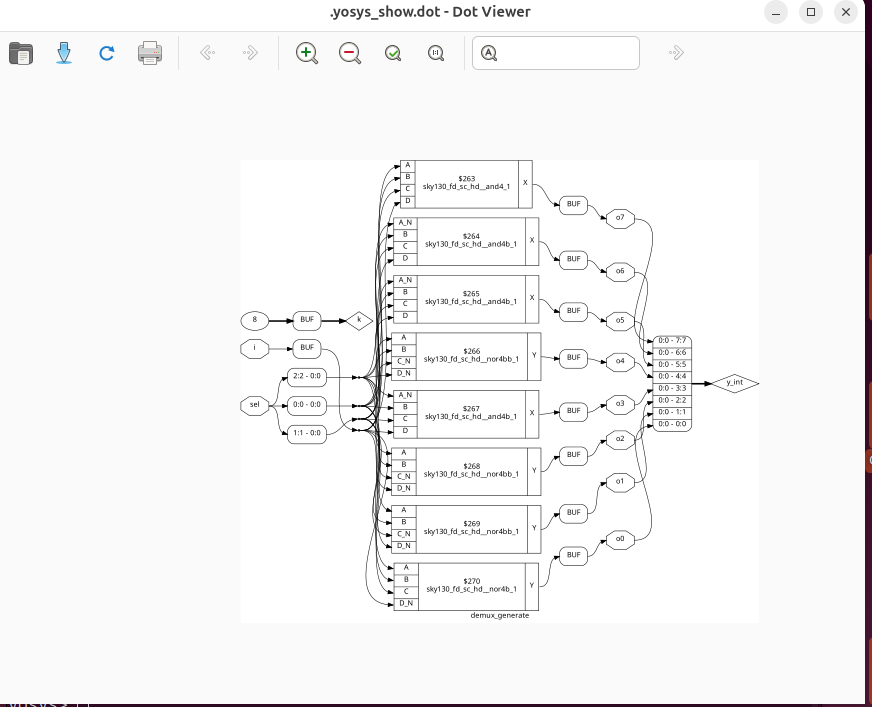 .yosys_show.dot - Dot Viewer
A
B
C
D
$263
sky130_fd_sc_hd__and4_1
X
BUF
o7
A_N
B
C
D
$264
sky130_fd_sc_hd__and4b_1
X
BUF
o6
A_N
B
C
D
$265
sky130_fd_sc_hd__and4b_1
X
BUF
o5
8
BUF
k
i
BUF
sel
2:2 - 0:0
0:0 - 0:0
1:1 - 0:0
A
B
C_N
D_N
$266
sky130_fd_sc_hd__nor4bb_1
Y
BUF
o4
A_N
B
C
D
$267
sky130_fd_sc_hd__and4b_1
X
BUF
o3
A
B
C_N
D_N
$268
sky130_fd_sc_hd__nor4bb_1
Y
BUF
o2
A
B
C_N
D_N
$269
sky130_fd_sc_hd__nor4bb_1
Y
BUF
o1
A
B
C
D_N
$270
sky130_fd_sc_hd__nor4b_1
Y
BUF
o0
0:0 - 7:7
0:0 - 6:6
0:0 - 5:5
0:0 - 4:4
0:0 - 3:3
0:0 - 2:2
0:0 - 1:1
0:0 - 0:0
y_int
demux_generate